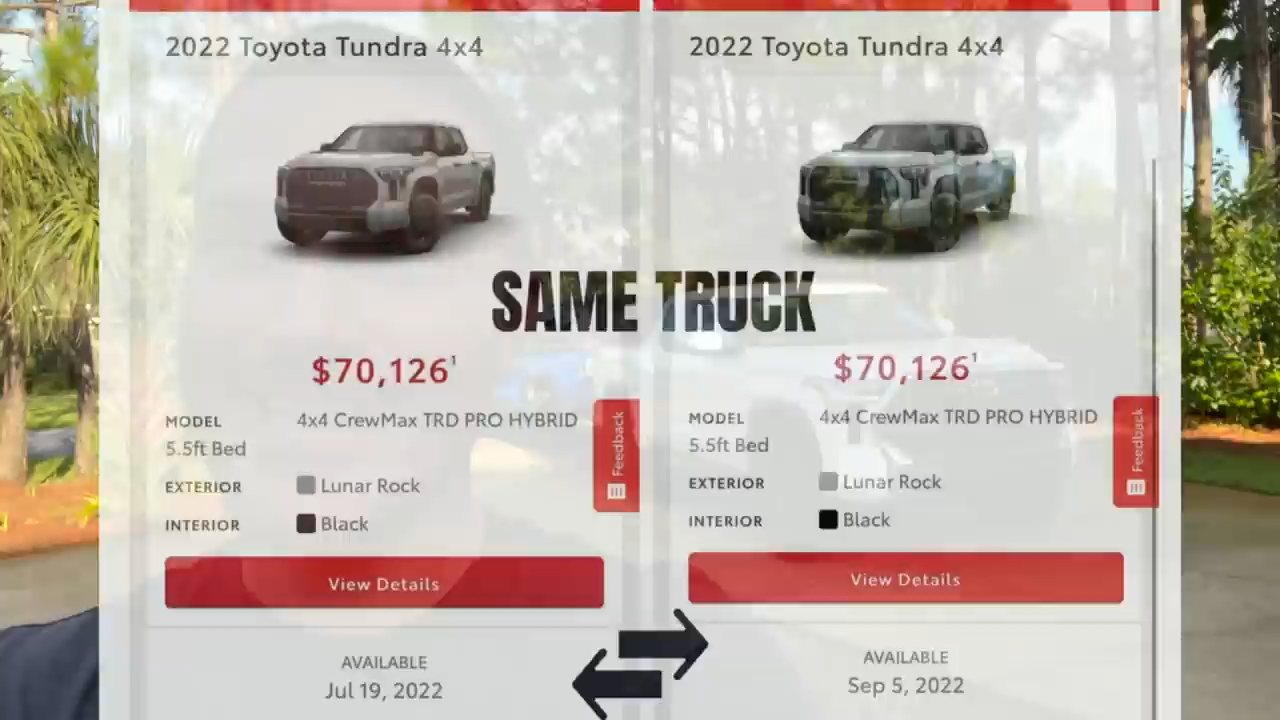 2022 Toyota Tundra 4x4
2022 Toyota Tundra 4x4
SAME TRUCK
$70,126¹
$70,126¹
MODEL 4x4 CrewMax TRD PRO HYBRID
5.5ft Bed
EXTERIOR Lunar Rock
INTERIOR Black
Feedback
View Details
AVAILABLE
Jul 19, 2022
MODEL 4x4 CrewMax TRD PRO HYBRID
5.5ft Bed
EXTERIOR Lunar Rock
INTERIOR Black
Feedback
View Details
AVAILABLE
Sep 5, 2022